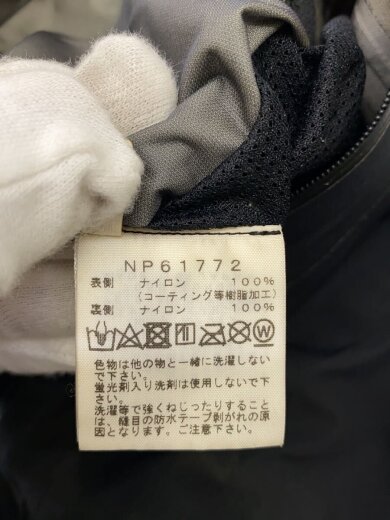 NP61772
表側 ナイロン 100%
(コーティング等樹脂加工)
裏側 ナイロン 100%
色物は他の物と一緒に洗濯しない
で下さい。
蛍光剤入り洗剤は使用しないで下
さい。
洗濯等で強くねじったりすること
は、縫目の防水テープ剥がれの原
因となります。ご注意下さい。